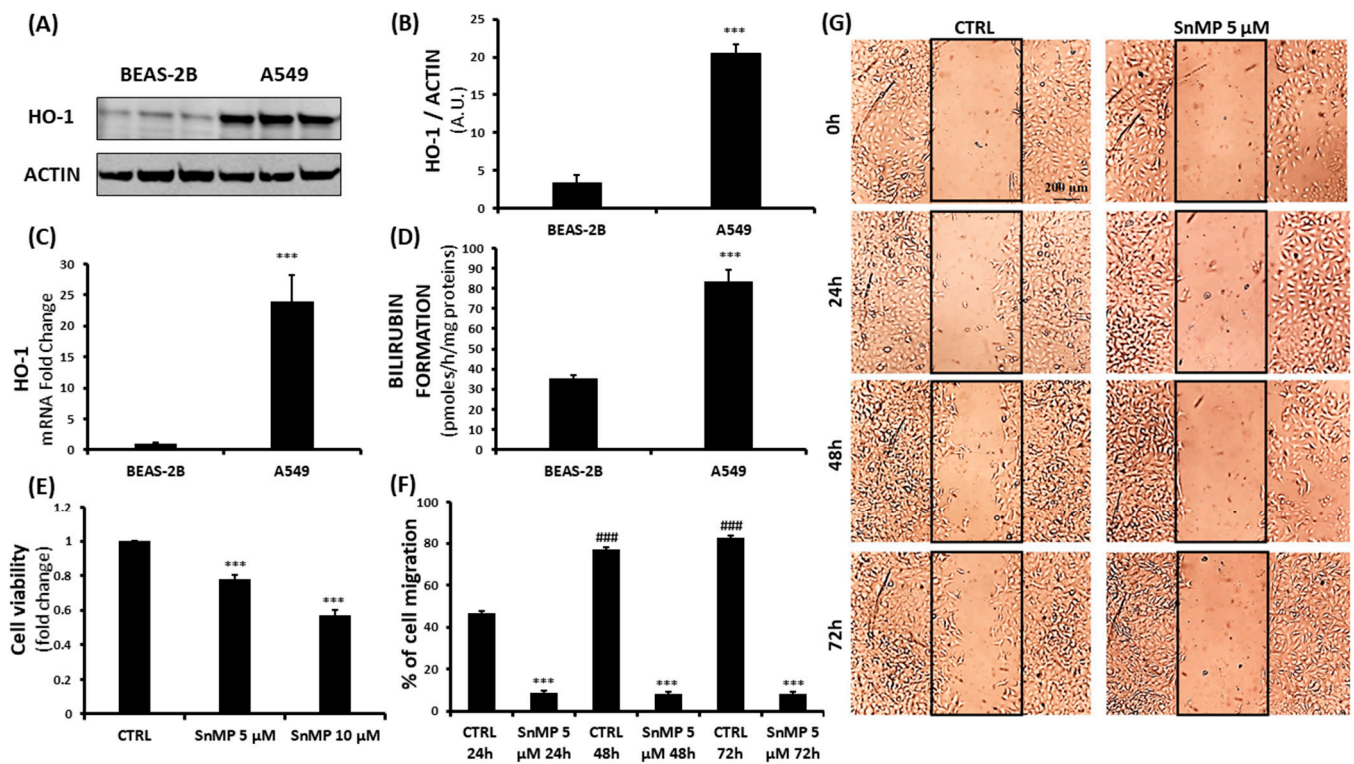 (A)
BEAS-2B A549
HO-1
ACTIN
(B)
HO-1 / ACTIN
(A.U.)
25
20
15
10
5
0
***
BEAS-2B A549
(C)
HO-1
mRNA Fold Change
30
25
20
15
10
5
0
***
BEAS-2B A549
(D)
BILIRUBIN
FORMATION
(pmoles/h/mg proteins)
100
90
80
70
60
50
40
30
20
10
0
***
BEAS-2B A549
(E)
Cell viability
(fold change)
1.2
1
0.8
0.6
0.4
0.2
0
***
***
CTRL SnMP 5 µM SnMP 10 µM
(F)
% of cell migration
100
80
60
40
20
0
***
###
***
###
***
CTRL SnMP 5 CTRL SnMP 5 CTRL SnMP 5
24h µM 24h 48h µM 48h 72h µM 72h
(G)
CTRL SnMP 5 µM
0h
200 µm
24h
48h
72h